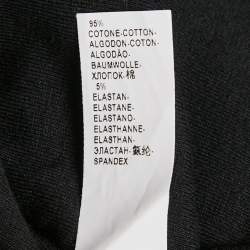 95%
COTONE-COTTON-
ALGODON-COTON-
ALGODÃO-
BAUMWOLLE-
ХЛОПОК-棉
5%
ELASTAN-
ELASTANE-
ELASTANO-
ELASTHANNE-
ELASTHAN-
ЭЛАСТАН-氨纶-
SPANDEX